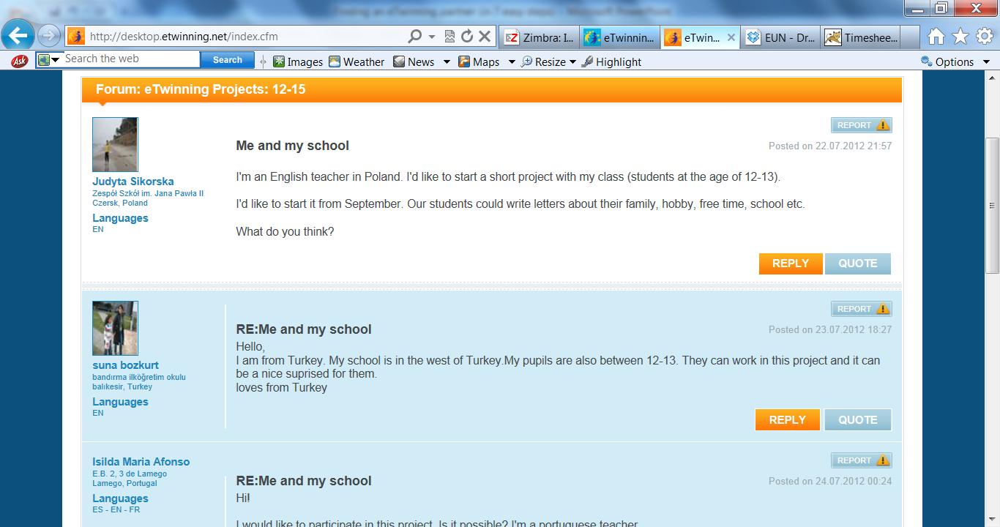 Finding an eTwinning partner (in 7 easy steps) - Microsoft PowerPoint
http://desktop.etwinning.net/index.cfm
Zimbra: I...
eTwinnin...
eTwin...
EUN - Dr...
Timeshee...
Ask
Search the web
Search
Images
Weather
News
Maps
Resize
Highlight
Options
Forum: eTwinning Projects: 12-15
REPORT
Me and my school
Posted on 22.07.2012 21:57
Judyta Sikorska
Zespół Szkół im. Jana Pawła II
Czersk, Poland
Languages
EN
I'm an English teacher in Poland. I'd like to start a short project with my class (students at the age of 12-13).
I'd like to start it from September. Our students could write letters about their family, hobby, free time, school etc.
What do you think?
REPLY
QUOTE
REPORT
RE:Me and my school
Posted on 23.07.2012 18:27
suna bozkurt
bandırma ilköğretim okulu
balıkesir, Turkey
Languages
EN
Hello,
I am from Turkey. My school is in the west of Turkey.My pupils are also between 12-13. They can work in this project and it can
be a nice suprised for them.
loves from Turkey
REPLY
QUOTE
REPORT
Isilda Maria Afonso
E.B. 2, 3 de Lamego
Lamego, Portugal
Languages
ES - EN - FR
RE:Me and my school
Posted on 24.07.2012 00:24
Hi!
I would like to participate in this project. Is it possible? I'm a portuguese teacher